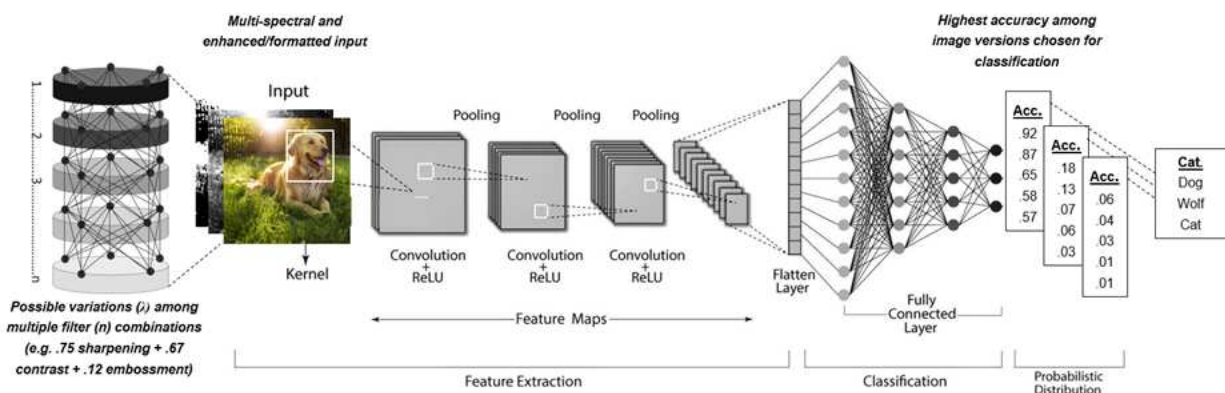 Multi-spectral and
enhanced/formatted input
Highest accuracy among
image versions chosen for
classification
1
2
3
n
Input
Kernel
Pooling
Pooling
Pooling
Convolution
+
ReLU
Convolution
+
ReLU
Convolution
+
ReLU
Flatten
Layer
Fully
Connected
Layer
Feature Maps
Possible variations (λ) among
multiple filter (n) combinations
(e.g. .75 sharpening + .67
contrast + .12 embossment)
Acc.
.92
.87
.65
.58
.57
Acc.
.18
.13
.07
.06
.03
Acc.
.06
.04
.03
.01
.01
Cat.
Dog
Wolf
Cat
Feature Extraction
Classification
Probabilistic
Distribution